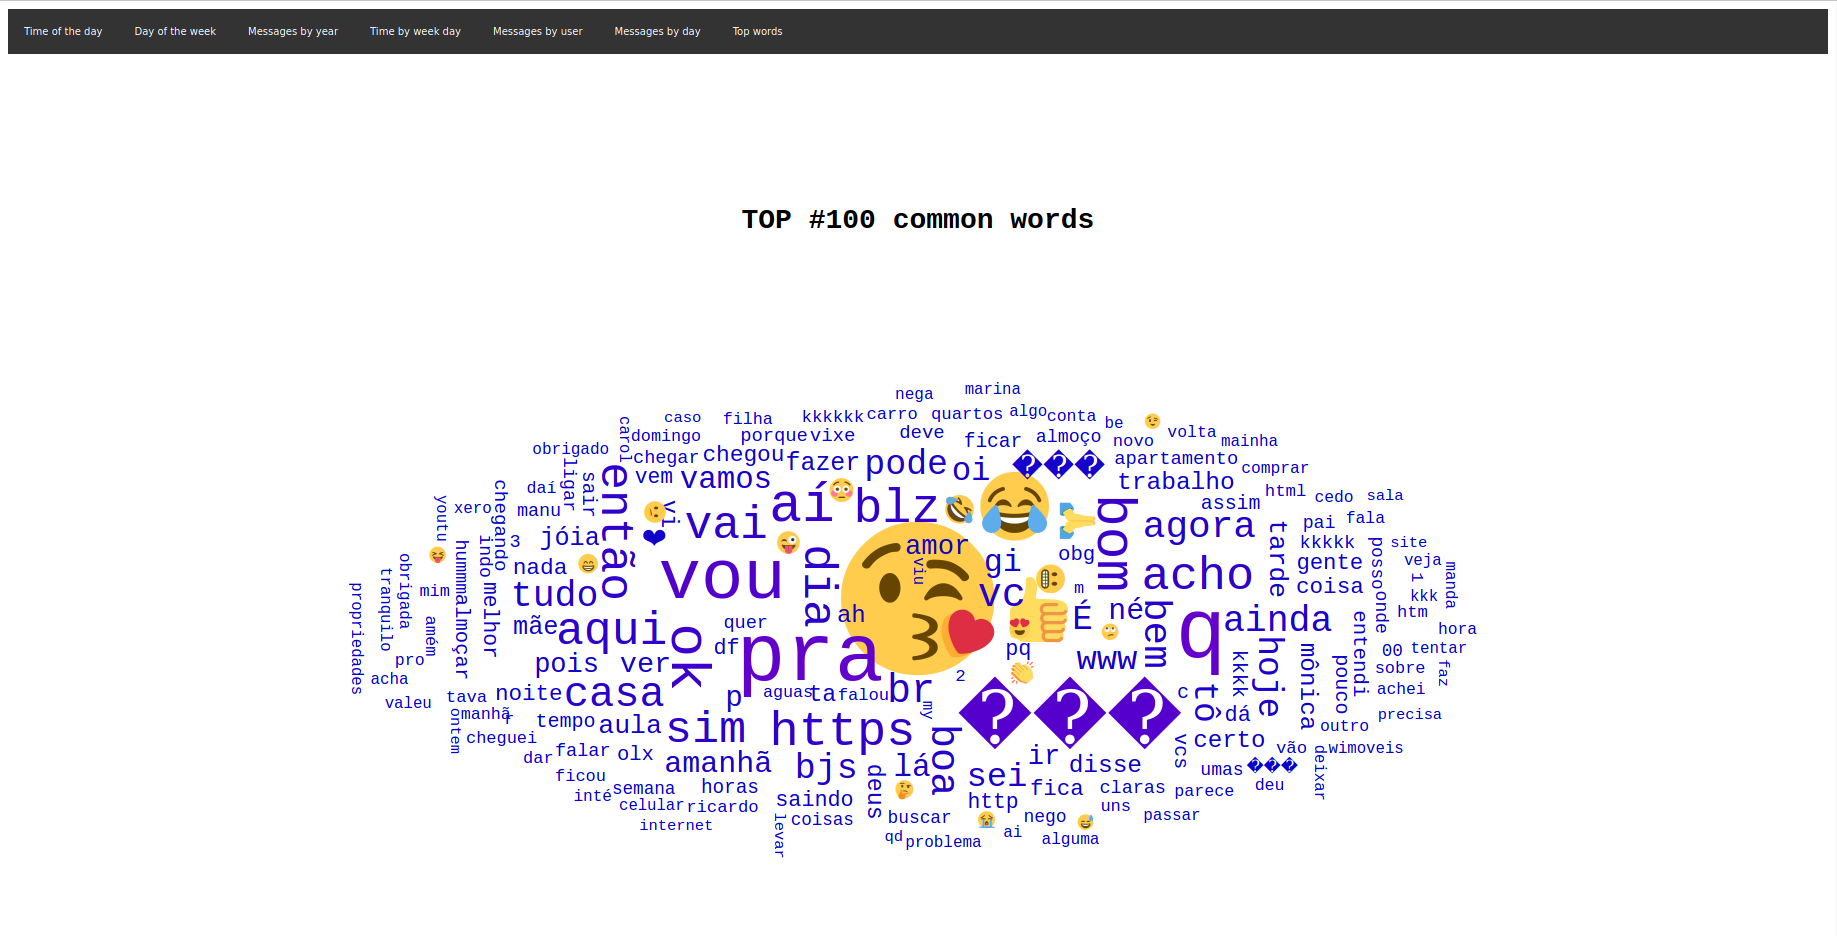 Time of the day Day of the week Messages by year Time by week day Messages by user Messages by day Top words
TOP #100 common words
nega
marina
caso
filha
kkkkkk
carro
quartos
algo
conta
be
😉
volta
mainha
carol
domingo
porque
vixe
deve
ficar
almoço
novo
obrigado
chegar
chegou
fazer
pode
oi
���
apartamento
comprar
ligar
sair
vem
vamos
trabalho
daí
então
aí
😳
blz
🤣
😂
bom
assim
html
cedo
sala
youtu
xero
chegando
manu
🙃
vi
vai
agora
tarde
pai
fala
3
jóia
❤
😜
amor
gi
obg
kkkkk
posso
site
😝
hummm
indo
nada
😄
vou
dia
😘
viu
👍
acho
gente
veja
obrigada
tranquilo
mim
melhor
tudo
vc
m
coisa
1
kkk
manda
propriedades
amém
almoçar
mãe
aqui
quer
ah
😍
É
né
bem
q
ainda
onde
htm
hora
pro
pois
ver
ok
df
pra
pq
🙄
www
hoje
kkkk
mônica
entendi
00
tentar
acha
👏
2
pouco
sobre
faz
valeu
tava
noite
casa
p
aguas
ta
falou
br
my
���
c
tô
achei
ontem
manhã
tempo
aula
sim
https
boa
dá
outro
precisa
cheguei
certo
vcs
vão
wimoveis
dar
falar
olx
amanhã
bjs
lá
ir
disse
deixar
ficou
deus
sei
umas
���
inté
semana
horas
🤔
fica
claras
parece
deu
celular
ricardo
saindo
http
uns
internet
levar
coisas
buscar
😭
nego
😅
passar
qd
problema
ai
alguma